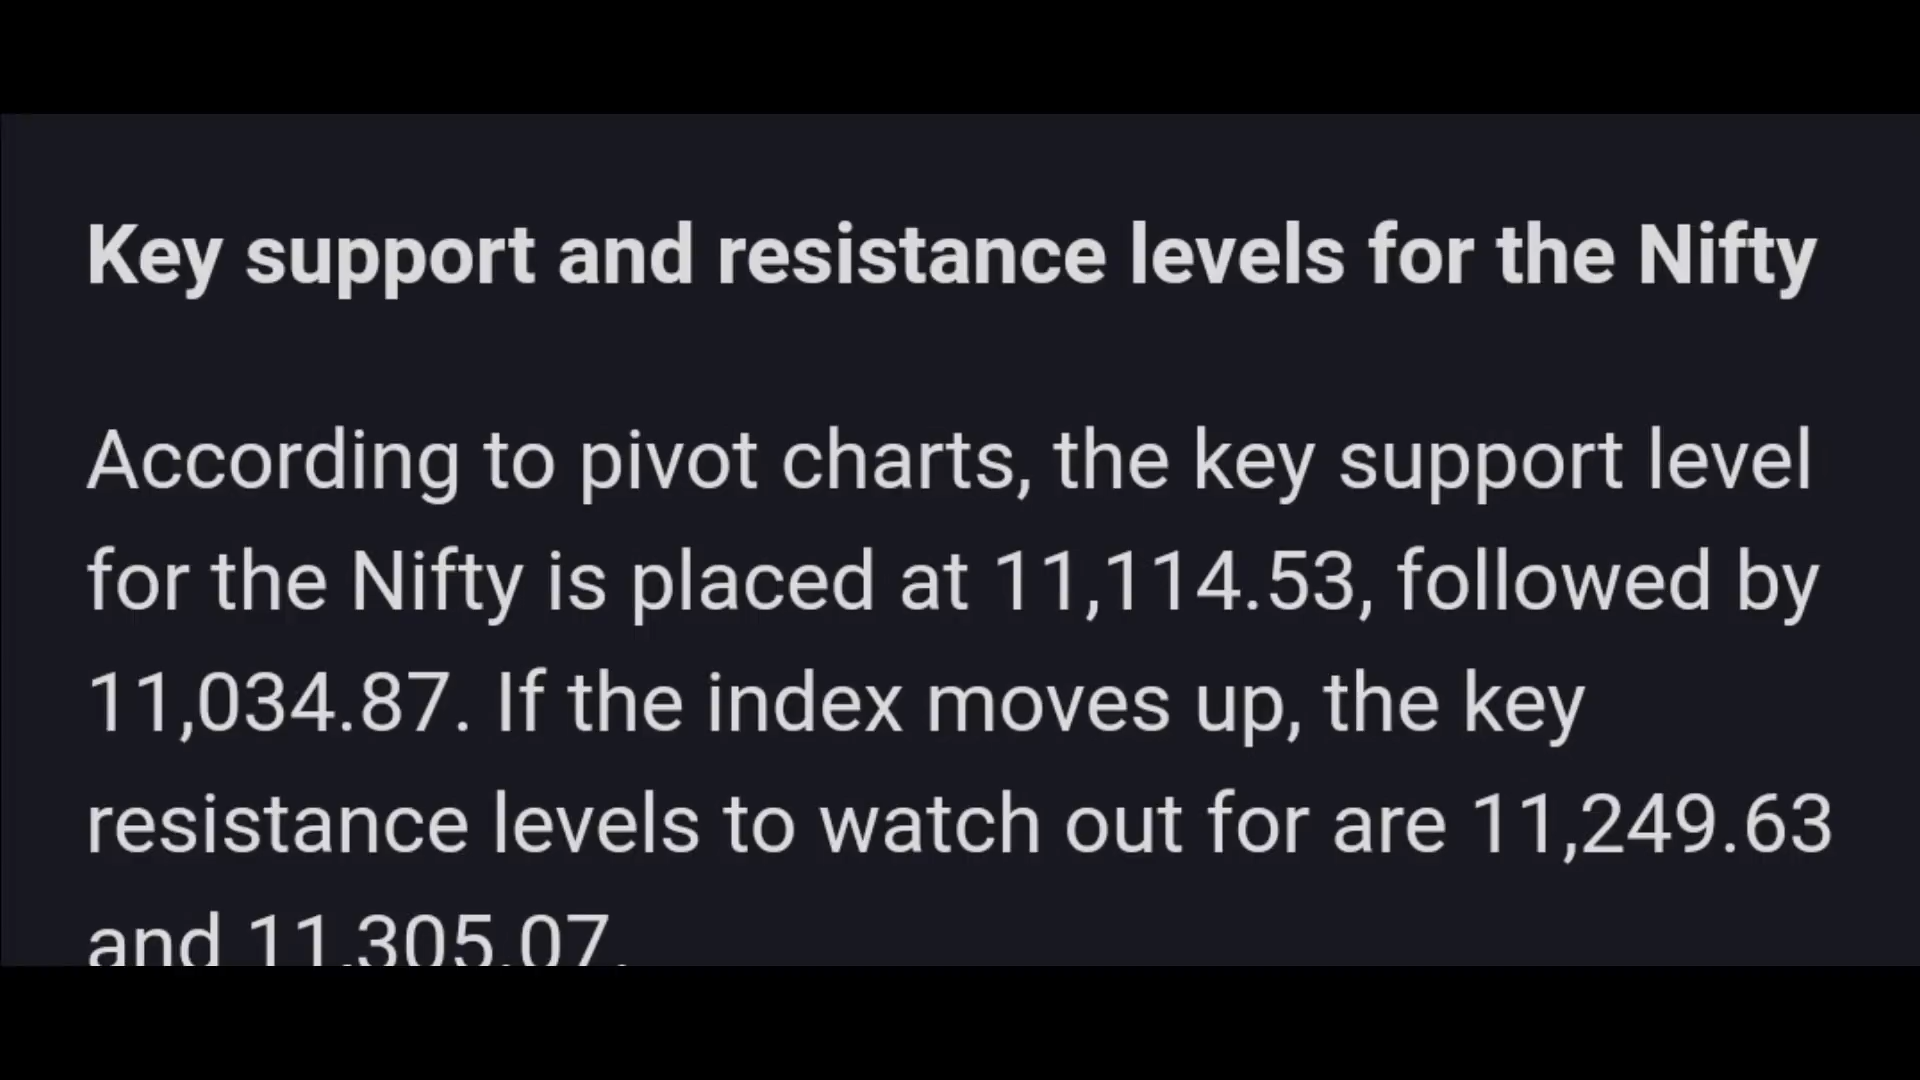 Key support and resistance levels for the Nifty
According to pivot charts, the key support level
for the Nifty is placed at 11,114.53, followed by
11,034.87. If the index moves up, the key
resistance levels to watch out for are 11,249.63
and 11,305.07.